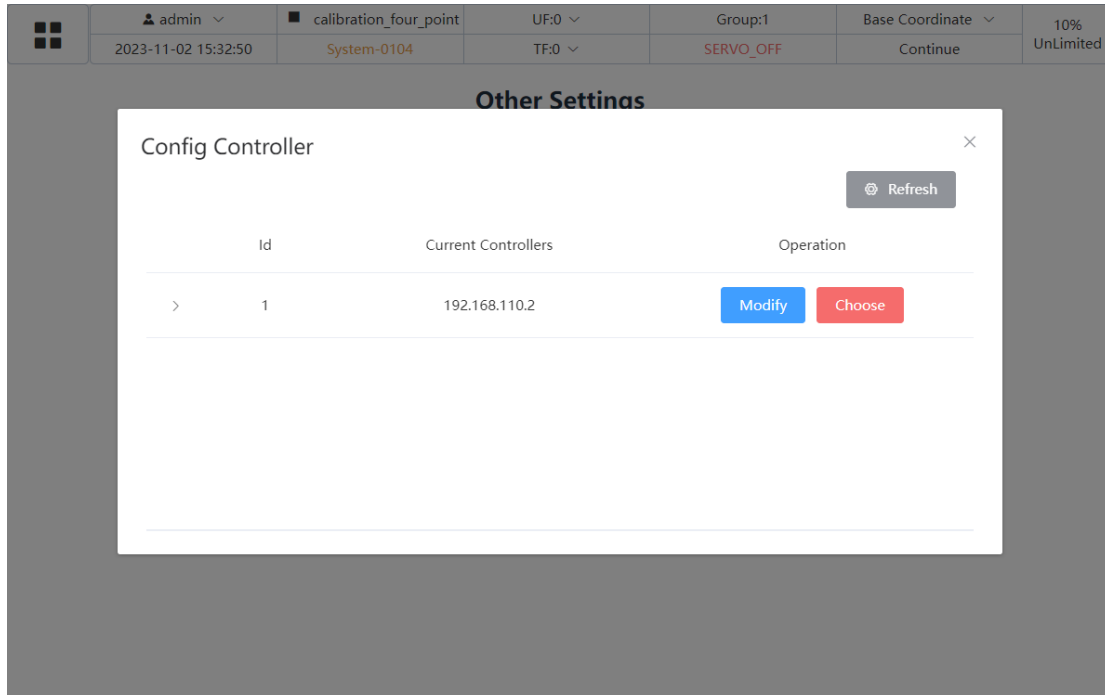 admin calibration_four_point UF:0 Group:1 Base Coordinate 10%
2023-11-02 15:32:50 System-0104 TF:0 SERVO_OFF Continue UnLimited
Other Settings
Config Controller
Refresh
Id Current Controllers Operation
1 192.168.110.2 Modify Choose